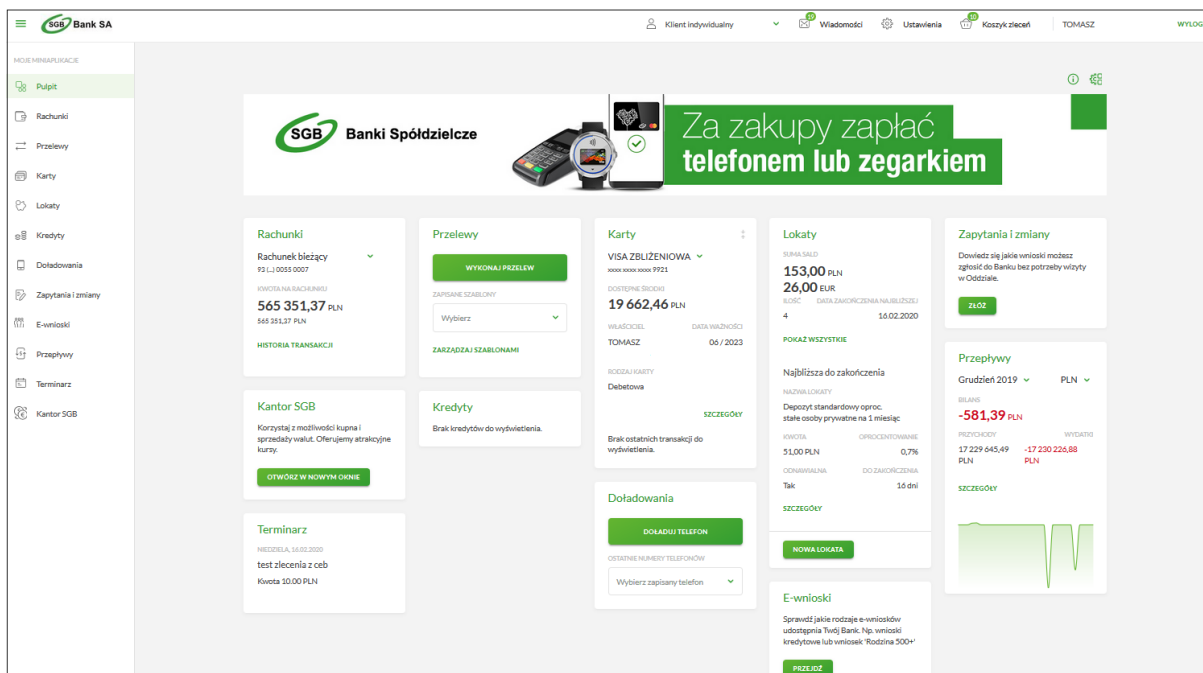 SGB Bank SA
Klient indywidualny
19
Wiadomości
Ustawienia
10
Koszyk zleceń
TOMASZ
WYLOG
MOJE MINIAPLIKACJE
Pulpit
Rachunki
Przelewy
Karty
Lokaty
Kredyty
Doładowania
Zapytania i zmiany
E-wnioski
Przepływy
Terminarz
Kantor SGB
SGB Banki Spółdzielcze
Za zakupy zapłać
telefonem lub zegarkiem
Rachunki
Rachunek bieżący
93 (...) 0055 0007
KWOTA NA RACHUNKU
565 351,37 PLN
565 351,37 PLN
HISTORIA TRANSAKCJI
Kantor SGB
Korzystaj z możliwości kupna i
sprzedaży walut. Oferujemy atrakcyjne
kursy.
OTWÓRZ W NOWYM OKNIE
Terminarz
NIEDZIELA, 16.02.2020
test zlecenia z ceb
Kwota 10.00 PLN
Przelewy
WYKONAJ PRZELEW
ZAPISANE SZABLONY
Wybierz
ZARZĄDZAJ SZABLONAMI
Kredyty
Brak kredytów do wyświetlenia.
Karty
VISA ZBLIŻENIOWA
xxxx xxxx xxxx 9921
DOSTĘPNE ŚRODKI
19 662,46 PLN
WŁAŚCICIEL DATA WAŻNOŚCI
TOMASZ 06 / 2023
RODZAJ KARTY
Debetowa
SZCZEGÓŁY
Brak ostatnich transakcji do
wyświetlenia.
Doładowania
DOŁADUJ TELEFON
OSTATNIE NUMERY TELEFONÓW
Wybierz zapisany telefon
Lokaty
SUMA SALD
153,00 PLN
26,00 EUR
ILOŚĆ DATA ZAKOŃCZENIA NAJBLIŻSZEJ
4 16.02.2020
POKAŻ WSZYSTKIE
Najbliższa do zakończenia
NAZWA LOKATY
Depozyt standardowy oproc.
stałe osoby prywatne na 1 miesiąc
KWOTA OPROCENTOWANIE
51,00 PLN 0,7%
ODNAWIALNA DO ZAKOŃCZENIA
Tak 16 dni
SZCZEGÓŁY
NOWA LOKATA
E-wnioski
Sprawdź jakie rodzaje e-wniosków
udostępnia Twój Bank. Np. wnioski
kredytowe lub wniosek 'Rodzina 500+'
PRZEJDŹ
Zapytania i zmiany
Dowiedz się jakie wnioski możesz
zgłosić do Banku bez potrzeby wizyty
w Oddziale.
ZŁÓŻ
Przepływy
Grudzień 2019 PLN
BILANS
-581,39 PLN
PRZYCHODY WYDATKI
17 229 645,49 -17 230 226,88
PLN PLN
SZCZEGÓŁY